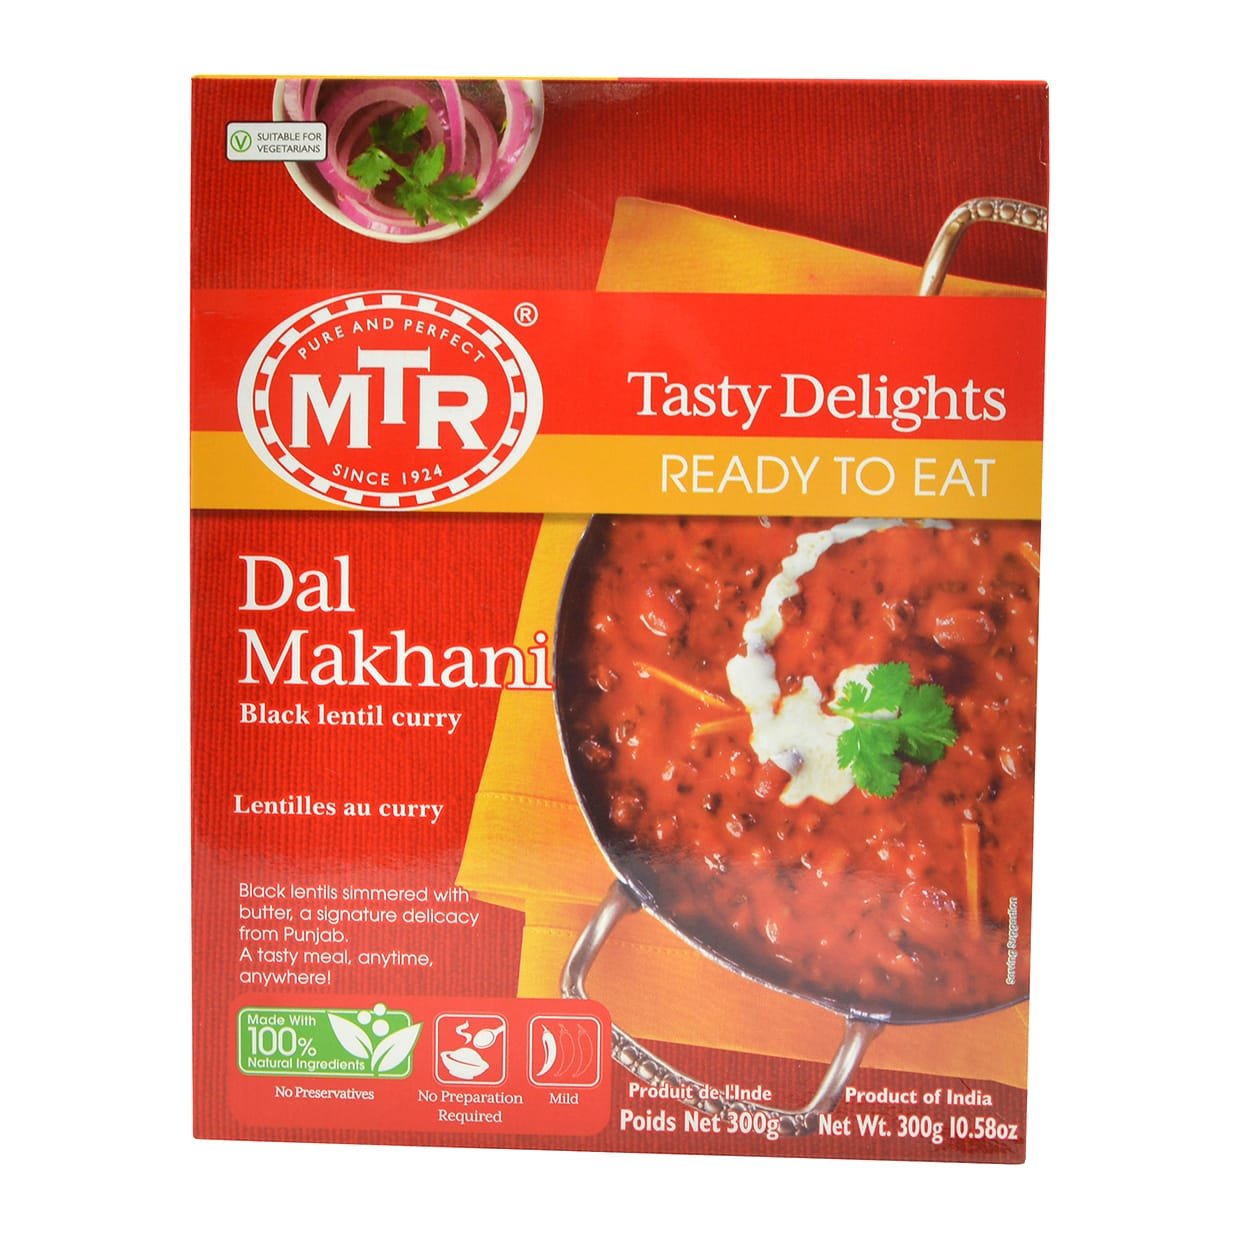 SUITABLE FOR
VEGETARIANS
PURE AND PERFECT
MTR
SINCE 1924
®
Tasty Delights
READY TO EAT
Dal
Makhani
Black lentil curry
Lentilles au curry
Black lentils simmered with
butter, a signature delicacy
from Punjab.
A tasty meal, anytime,
anywhere!
Serving Suggestion
Made With
100%
Natural Ingredients
No Preservatives
No Preparation
Required
Mild
Produit de l'Inde
Poids Net 300g
Product of India
Net Wt. 300g 10.58oz